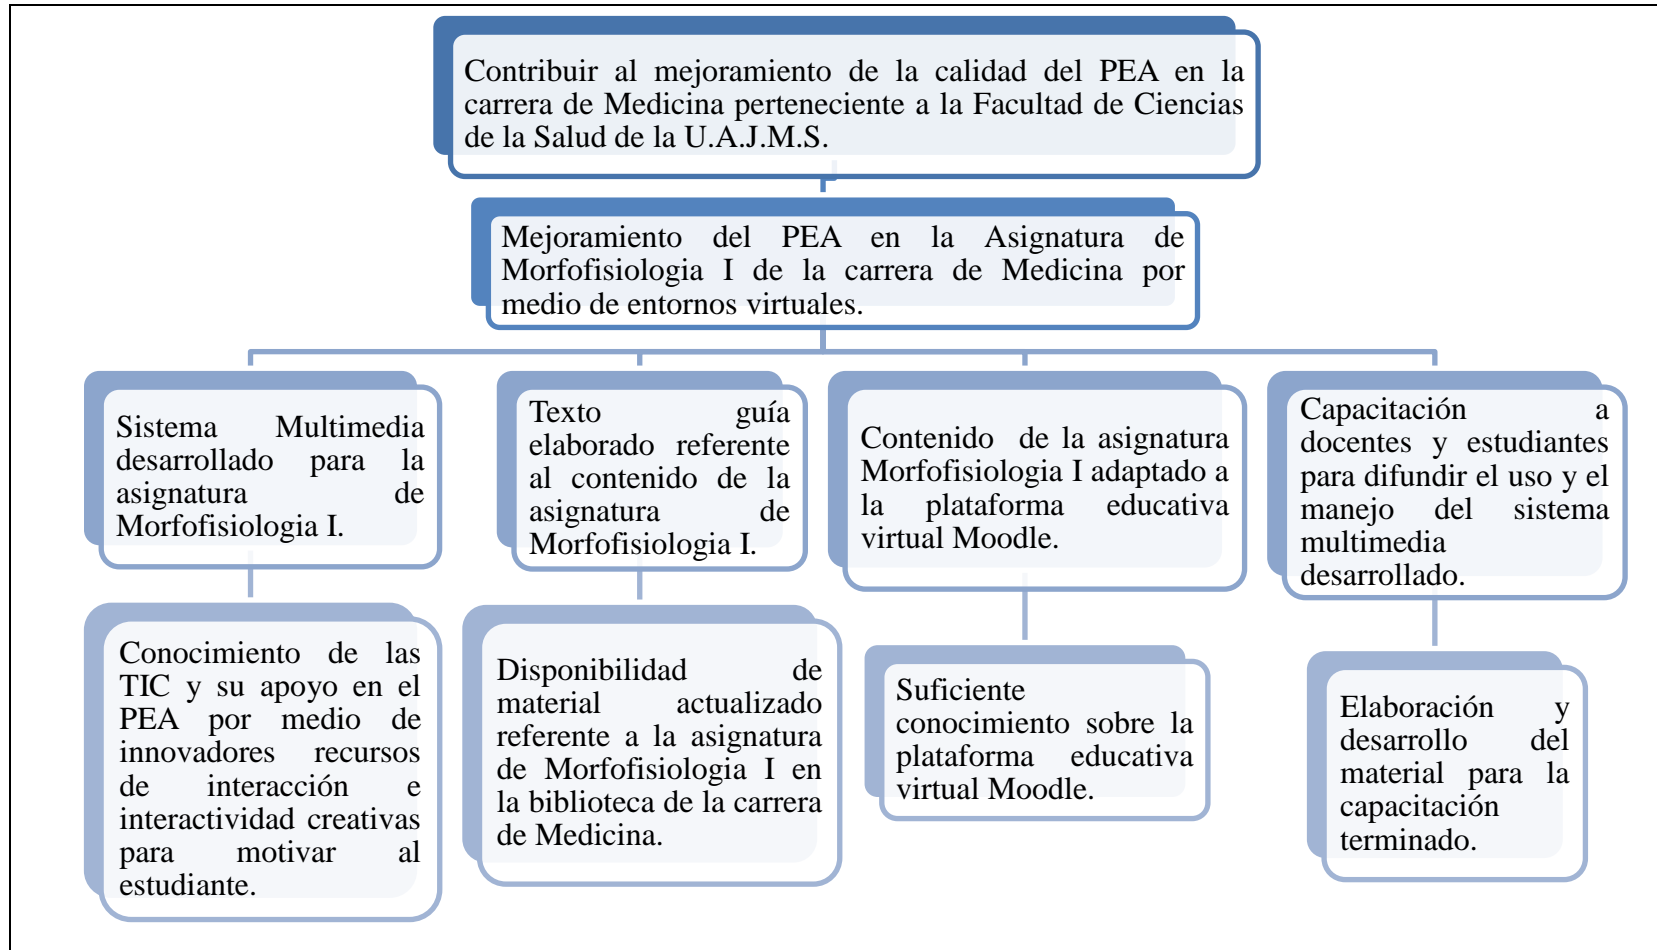 Contribuir al mejoramiento de la calidad del PEA en la
carrera de Medicina perteneciente a la Facultad de Ciencias
de la Salud de la U.A.J.M.S.
Mejoramiento del PEA en la Asignatura de
Morfofisiologia I de la carrera de Medicina por
medio de entornos virtuales.
Sistema Multimedia
desarrollado para la
asignatura de
Morfofisiologia I.
Texto guía
elaborado referente
al contenido de la
asignatura de
Morfofisiologia I.
Contenido de la asignatura
Morfofisiologia I adaptado a
la plataforma educativa
virtual Moodle.
Capacitación a
docentes y estudiantes
para difundir el uso y el
manejo del sistema
multimedia
desarrollado.
Conocimiento de las
TIC y su apoyo en el
PEA por medio de
innovadores recursos
de interacción e
interactividad creativas
para motivar al
estudiante.
Disponibilidad de
material actualizado
referente a la asignatura
de Morfofisiologia I en
la biblioteca de la carrera
de Medicina.
Suficiente
conocimiento sobre la
plataforma educativa
virtual Moodle.
Elaboración y
desarrollo del
material para la
capacitación
terminado.